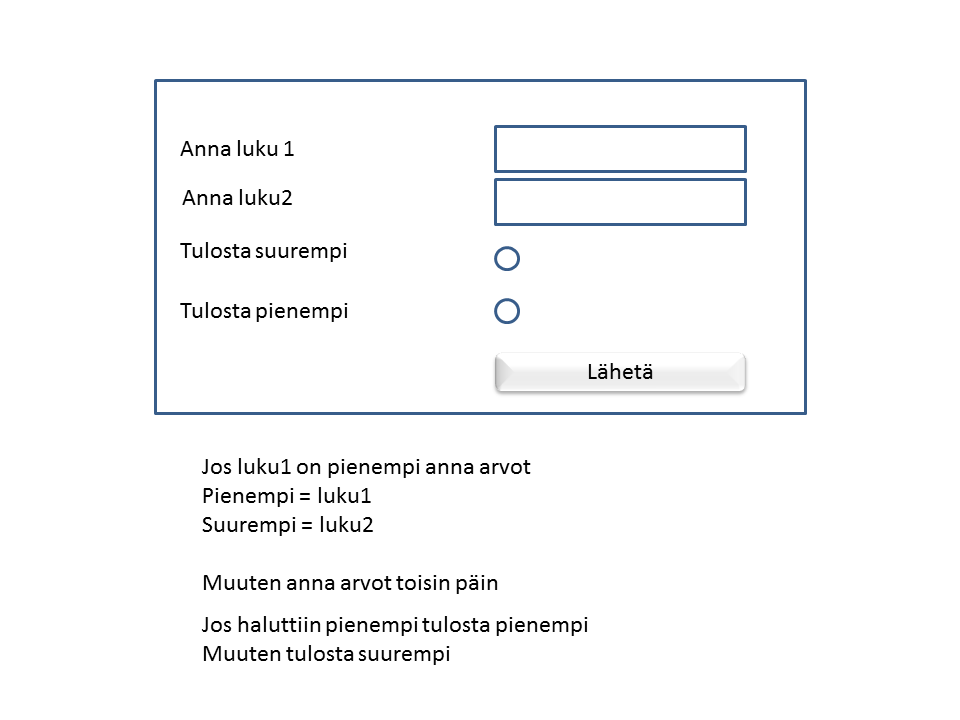 Anna luku 1
Anna luku2
Tulosta suurempi
Tulosta pienempi
Lähetä
Jos luku1 on pienempi anna arvot
Pienempi = luku1
Suurempi = luku2
Muuten anna arvot toisin päin
Jos haluttiin pienempi tulosta pienempi
Muuten tulosta suurempi